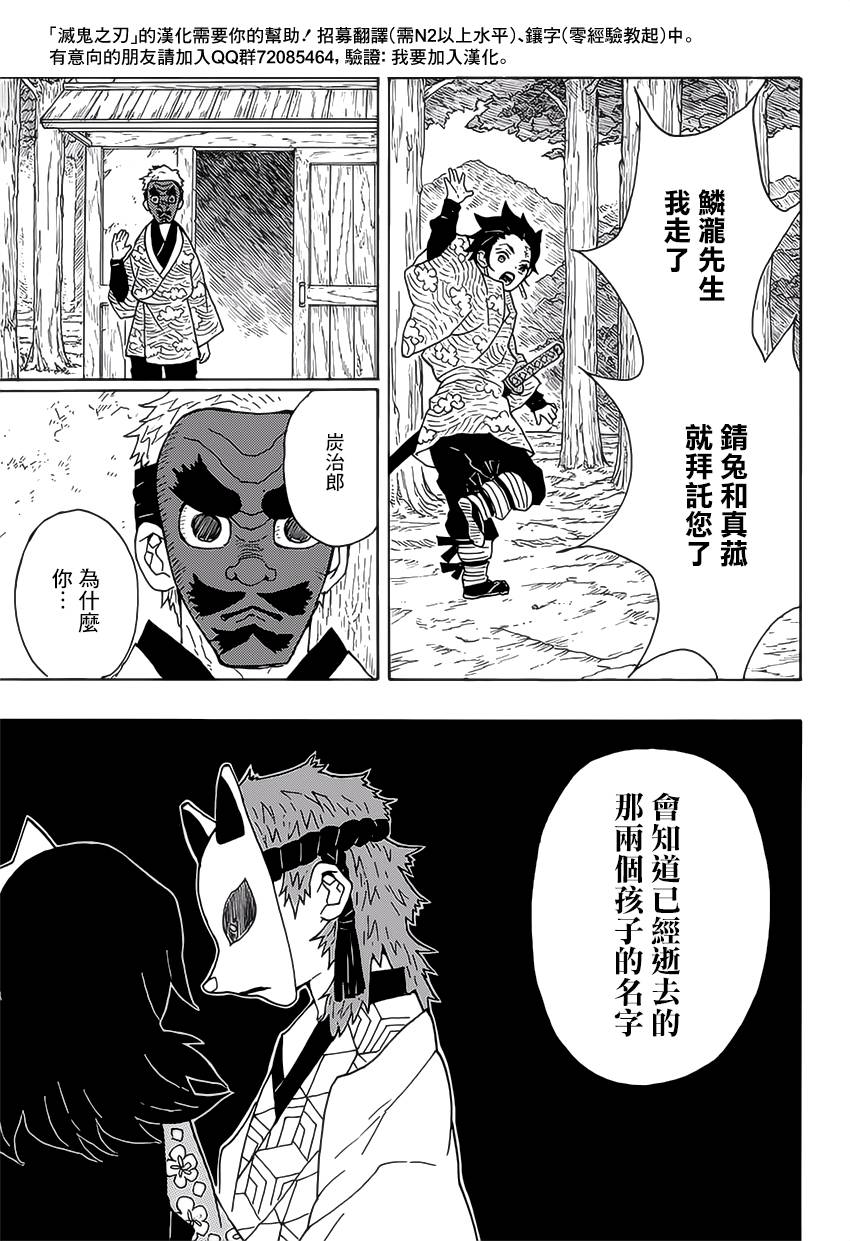 「滅鬼之刃」的漢化需要你的幫助！招募翻譯(需N2以上水平)、鑲字(零經驗教起)中。
有意向的朋友請加入QQ群72085464，驗證：我要加入漢化。
鱗瀧先生
我走了
錆兔和真菰
就拜託您了
炭治郎
為什麼
你…
會知道已經逝去的
那兩個孩子的名字